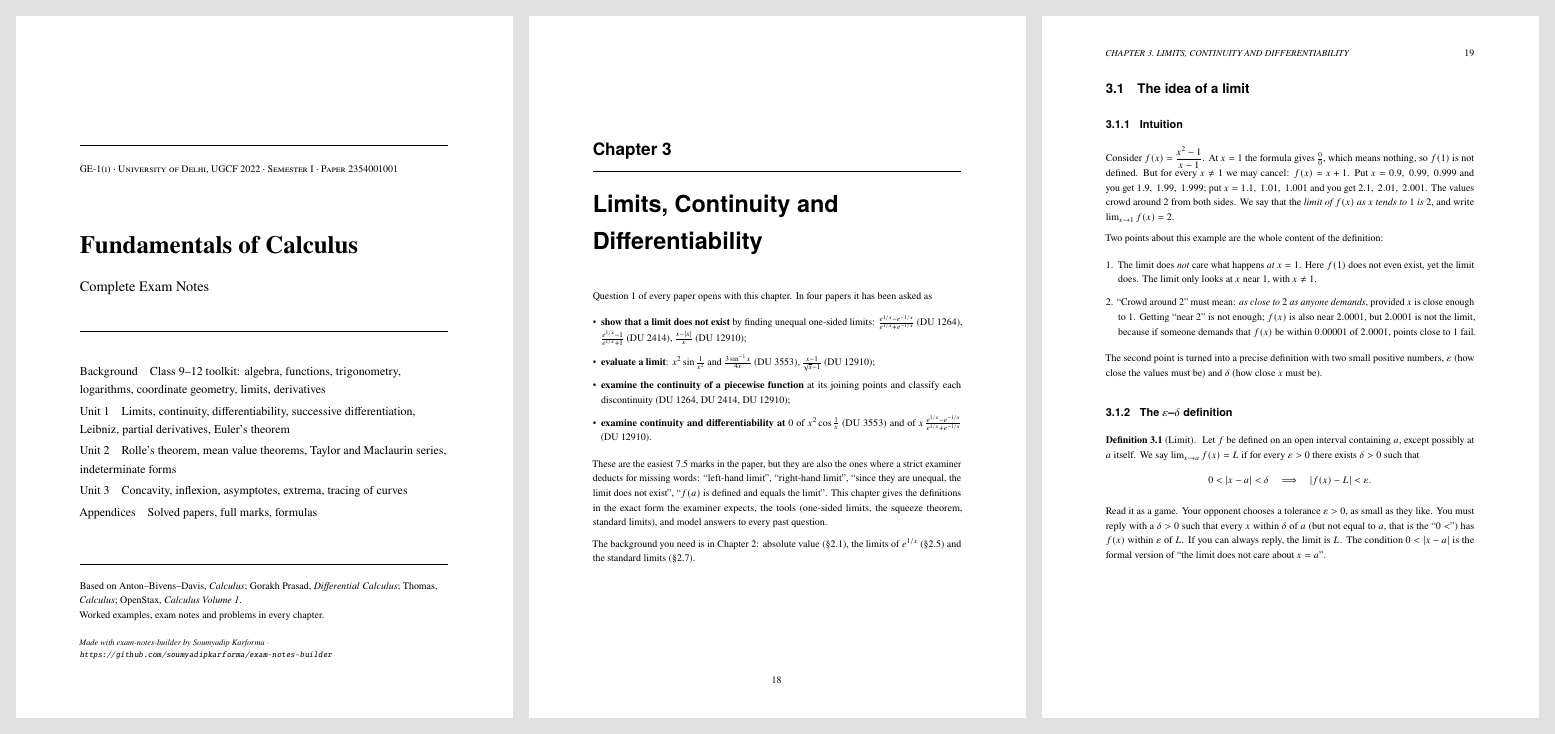 GE-1(I) · University of Delhi, UGCF 2022 · Semester I · Paper 2354001001
Fundamentals of Calculus
Complete Exam Notes
Background Class 9–12 toolkit: algebra, functions, trigonometry,
logarithms, coordinate geometry, limits, derivatives
Unit 1 Limits, continuity, differentiability, successive differentiation,
Leibniz, partial derivatives, Euler’s theorem
Unit 2 Rolle’s theorem, mean value theorems, Taylor and Maclaurin series,
indeterminate forms
Unit 3 Concavity, inflexion, asymptotes, extrema, tracing of curves
Appendices Solved papers, full marks, formulas
Based on Anton–Bivens–Davis, Calculus; Gorakh Prasad, Differential Calculus; Thomas,
Calculus; OpenStax, Calculus Volume 1.
Worked examples, exam notes and problems in every chapter.
Made with exam-notes-builder by Soumyadip Karforma ·
https://github.com/soumyadipkarforma/exam-notes-builder
Chapter 3
Limits, Continuity and
Differentiability
Question 1 of every paper opens with this chapter. In four papers it has been asked as
• show that a limit does not exist by finding unequal one-sided limits: (e^{1/x}−e^{−1/x})/(e^{1/x}+e^{−1/x}) (DU 1264),
(e^{1/x}−1)/(e^{1/x}+1) (DU 2414), (x−|x|)/x (DU 12910);
• evaluate a limit: x² sin 1/x² and (3 sin⁻¹ x)/4x (DU 3553), (x−1)/(√x−1) (DU 12910);
• examine the continuity of a piecewise function at its joining points and classify each
discontinuity (DU 1264, DU 2414, DU 12910);
• examine continuity and differentiability at 0 of x² cos 1/x (DU 3553) and of x (e^{1/x}−e^{−1/x})/(e^{1/x}+e^{−1/x})
(DU 12910).
These are the easiest 7.5 marks in the paper, but they are also the ones where a strict examiner
deducts for missing words: “left-hand limit”, “right-hand limit”, “since they are unequal, the
limit does not exist”, “f(a) is defined and equals the limit”. This chapter gives the definitions
in the exact form the examiner expects, the tools (one-sided limits, the squeeze theorem,
standard limits), and model answers to every past question.
The background you need is in Chapter 2: absolute value (§2.1), the limits of e^{1/x} (§2.5) and
the standard limits (§2.7).
18
CHAPTER 3. LIMITS, CONTINUITY AND DIFFERENTIABILITY 19
3.1 The idea of a limit
3.1.1 Intuition
Consider f(x) = (x² − 1)/(x − 1). At x = 1 the formula gives 0/0, which means nothing, so f(1) is not
defined. But for every x ≠ 1 we may cancel: f(x) = x + 1. Put x = 0.9, 0.99, 0.999 and
you get 1.9, 1.99, 1.999; put x = 1.1, 1.01, 1.001 and you get 2.1, 2.01, 2.001. The values
crowd around 2 from both sides. We say that the limit of f(x) as x tends to 1 is 2, and write
lim_{x→1} f(x) = 2.
Two points about this example are the whole content of the definition:
1. The limit does not care what happens at x = 1. Here f(1) does not even exist, yet the limit
does. The limit only looks at x near 1, with x ≠ 1.
2. “Crowd around 2” must mean: as close to 2 as anyone demands, provided x is close enough
to 1. Getting “near 2” is not enough; f(x) is also near 2.0001, but 2.0001 is not the limit,
because if someone demands that f(x) be within 0.00001 of 2.0001, points close to 1 fail.
The second point is turned into a precise definition with two small positive numbers, ε (how
close the values must be) and δ (how close x must be).
3.1.2 The ε–δ definition
Definition 3.1 (Limit). Let f be defined on an open interval containing a, except possibly at
a itself. We say lim_{x→a} f(x) = L if for every ε > 0 there exists δ > 0 such that
0 < |x − a| < δ ⟹ |f(x) − L| < ε.
Read it as a game. Your opponent chooses a tolerance ε > 0, as small as they like. You must
reply with a δ > 0 such that every x within δ of a (but not equal to a, that is the “0 <”) has
f(x) within ε of L. If you can always reply, the limit is L. The condition 0 < |x − a| is the
formal version of “the limit does not care about x = a”.